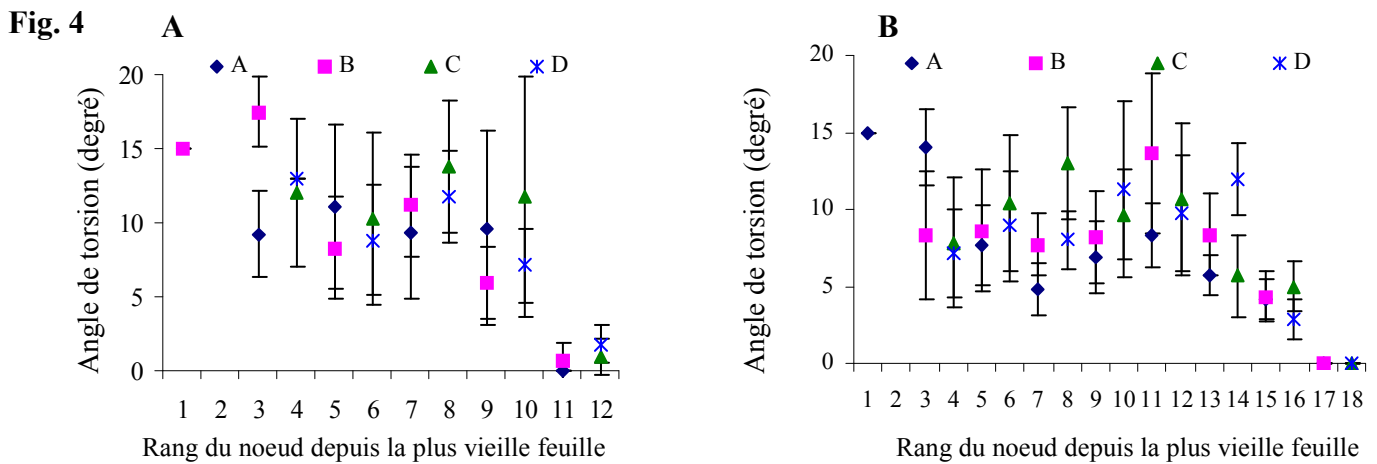 Fig. 4
A
A B C D
Angle de torsion (degré)
20
15
10
5
0
1 2 3 4 5 6 7 8 9 10 11 12
Rang du noeud depuis la plus vieille feuille
B
A B C D
Angle de torsion (degré)
20
15
10
5
0
1 2 3 4 5 6 7 8 9 10 11 12 13 14 15 16 17 18
Rang du noeud depuis la plus vieille feuille